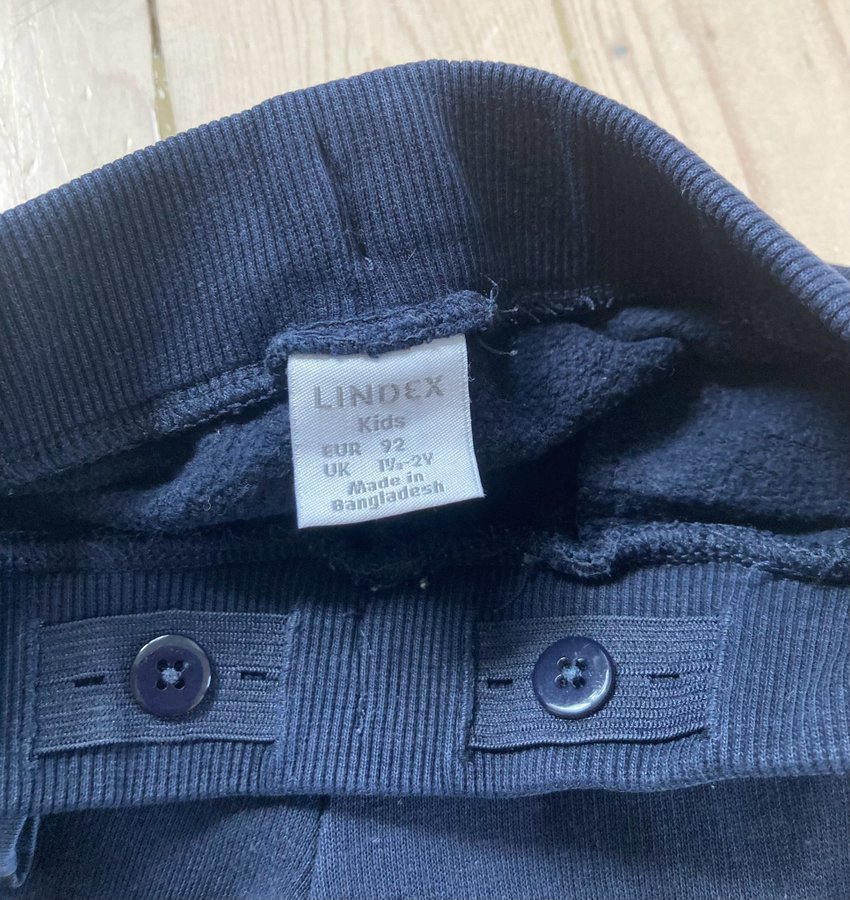 LINDEX
Kids
EUR 92
UK 1½-2Y
Made in
Bangladesh